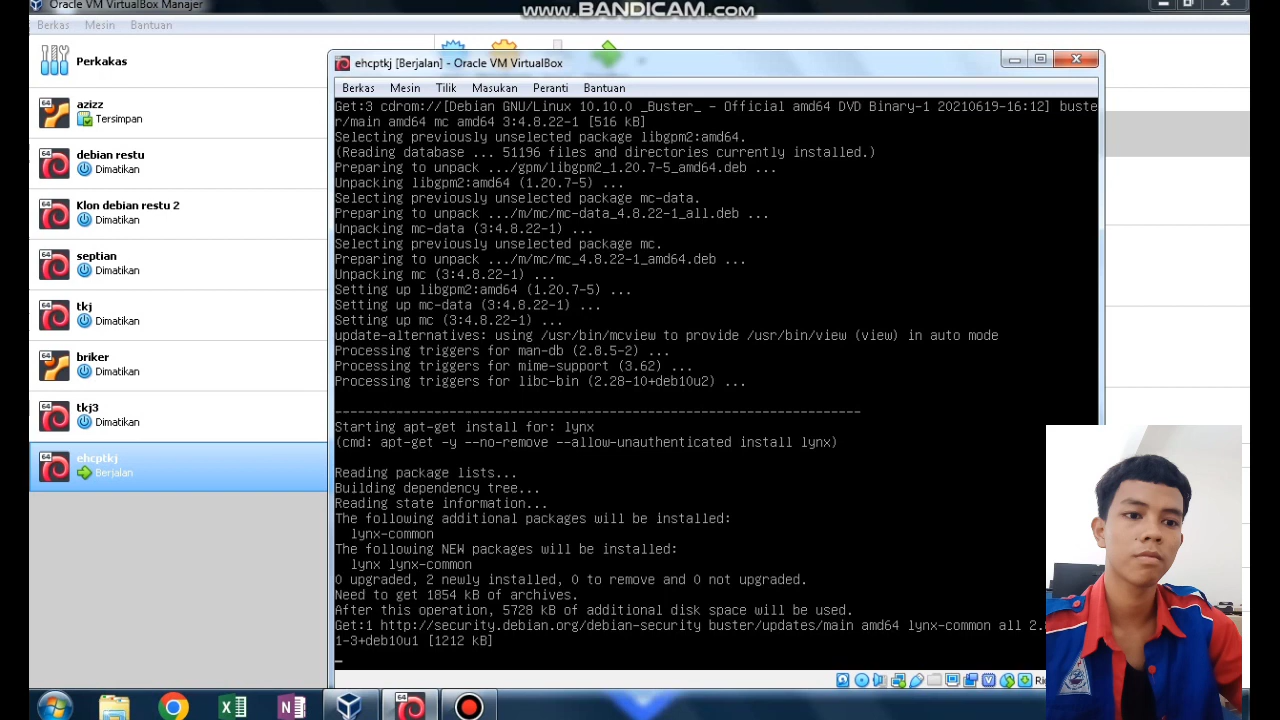 Oracle VM VirtualBox Manajer
www.BANDICAM.com
Berkas Mesin Bantuan
Perkakas
64 azizz
Tersimpan
64 debian restu
Dimatikan
64 Klon debian restu 2
Dimatikan
64 septian
Dimatikan
64 tkj
Dimatikan
64 briker
Dimatikan
64 tkj3
Dimatikan
64 ehcptkj
Berjalan
ehcptkj [Berjalan] - Oracle VM VirtualBox
Berkas Mesin Tilik Masukan Peranti Bantuan
Get:3 cdrom://[Debian GNU/Linux 10.10.0 _Buster_ - Official amd64 DVD Binary-1 20210619-16:12] buste
r/main amd64 mc amd64 3:4.8.22-1 [516 kB]
Selecting previously unselected package libgpm2:amd64.
(Reading database ... 51196 files and directories currently installed.)
Preparing to unpack .../gpm/libgpm2_1.20.7-5_amd64.deb ...
Unpacking libgpm2:amd64 (1.20.7-5) ...
Selecting previously unselected package mc-data.
Preparing to unpack .../m/mc/mc-data_4.8.22-1_all.deb ...
Unpacking mc-data (3:4.8.22-1) ...
Selecting previously unselected package mc.
Preparing to unpack .../m/mc/mc_4.8.22-1_amd64.deb ...
Unpacking mc (3:4.8.22-1) ...
Setting up libgpm2:amd64 (1.20.7-5) ...
Setting up mc-data (3:4.8.22-1) ...
Setting up mc (3:4.8.22-1) ...
update-alternatives: using /usr/bin/mcview to provide /usr/bin/view (view) in auto mode
Processing triggers for man-db (2.8.5-2) ...
Processing triggers for mime-support (3.62) ...
Processing triggers for libc-bin (2.28-10+deb10u2) ...
---------------------------------------------------------------------
Starting apt-get install for: lynx
(cmd: apt-get -y --no-remove --allow-unauthenticated install lynx)
Reading package lists...
Building dependency tree...
Reading state information...
The following additional packages will be installed:
lynx-common
The following NEW packages will be installed:
lynx lynx-common
0 upgraded, 2 newly installed, 0 to remove and 0 not upgraded.
Need to get 1854 kB of archives.
After this operation, 5728 kB of additional disk space will be used.
Get:1 http://security.debian.org/debian-security buster/updates/main amd64 lynx-common all 2.
1-3+deb10u1 [1212 kB]